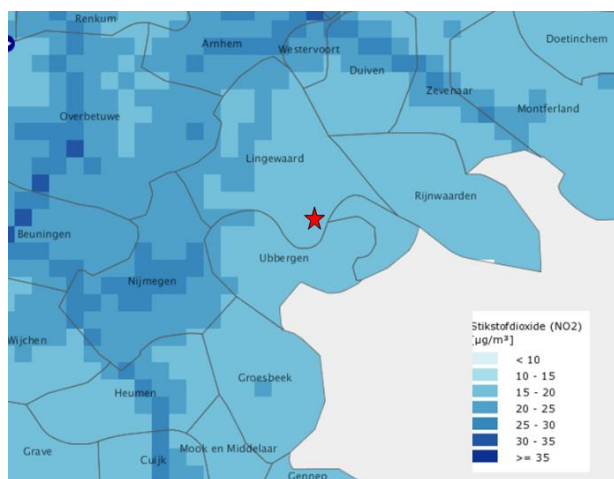 Renkum
Arnhem
Westervoort
Doetinchem
Duiven
Zevenaar
Montferland
Overbetuwe
Lingewaard
Rijnwaarden
Beuningen
Ubbergen
Nijmegen
Wijchen
Groesbeek
Heumen
Mook en Middelaar
Grave
Cuijk
Gennep
Stikstofdioxide (NO2)
[µg/m³]
< 10
10 - 15
15 - 20
20 - 25
25 - 30
30 - 35
>= 35